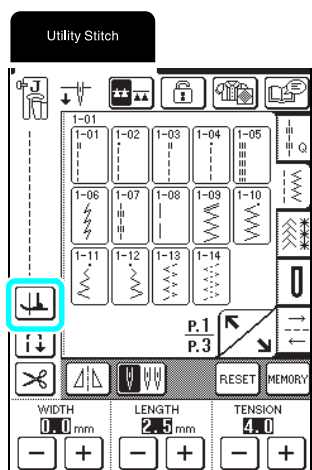 Utility Stitch
J
1-01
1-01 1-02 1-03 1-04 1-05
Q
1-06 1-07 1-08 1-09 1-10
1-11 1-12 1-13 1-14
P.1
P.3
RESET MEMORY
WIDTH LENGTH TENSION
0.0 mm 2.5 mm 4.0
− + − + − +